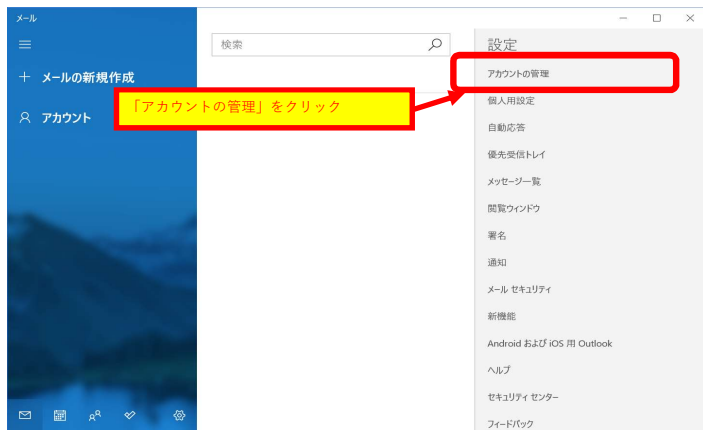 メール
メールの新規作成
アカウント
検索
「アカウントの管理」をクリック
設定
アカウントの管理
個人用設定
自動応答
優先受信トレイ
メッセージ一覧
閲覧ウィンドウ
署名
通知
メール セキュリティ
新機能
Android および iOS 用 Outlook
ヘルプ
セキュリティ センター
フィードバック